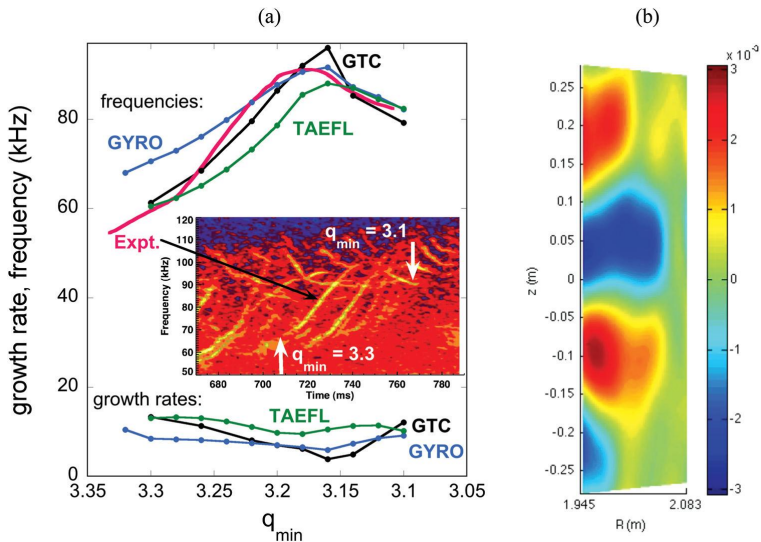 (a)
(b)
growth rate, frequency (kHz)
80
60
40
20
0
3.35
3.3
3.25
3.2
3.15
3.1
3.05
qmin
frequencies:
GTC
GYRO
TAEFL
Expt.
120
110
100
90
80
70
60
50
Frequency (kHz)
680
700
720
740
760
780
Time (ms)
qmin = 3.1
qmin = 3.3
growth rates:
TAEFL
GTC
GYRO
z (m)
0.25
0.2
0.15
0.1
0.05
0
-0.05
-0.1
-0.15
-0.2
-0.25
1.945
2.083
R (m)
x 10-3
3
2
1
0
-1
-2
-3